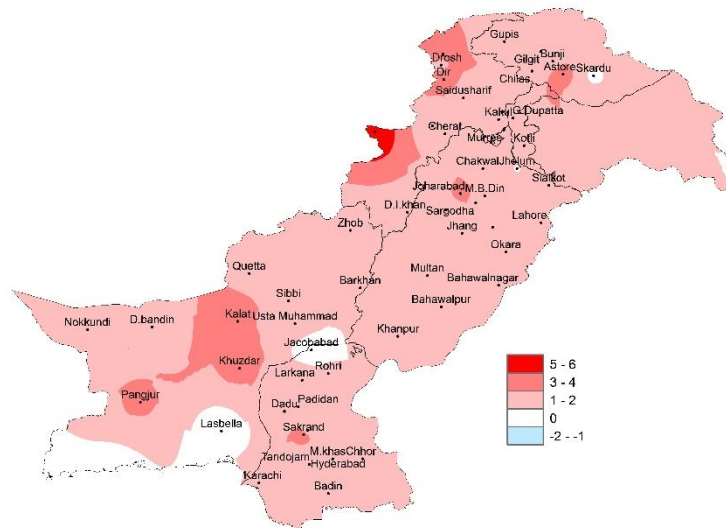 Gupis
Drosh
Gilgit
Bunji
Astore
Skardu
Dir
Chilas
Saidusharif
Kakul
G.Dupatta
Cherat
Murree
Kotli
Chakwal
Jhelum
Sialkot
Joharabad
M.B.Din
D.I.khan
Sargodha
Lahore
Zhob
Jhang
Okara
Quetta
Multan
Barkhan
Bahawalnagar
Sibbi
Bahawalpur
Nokkundi
D.bandin
Kalat
Usta Muhammad
Khanpur
Jacobabad
Rohri
Khuzdar
Larkana
Pangjur
Dadu
Padidan
Lasbella
Sakrand
M.khas
Chhor
Tandojam
Hyderabad
Karachi
Badin
5 - 6
3 - 4
1 - 2
0
-2 - -1